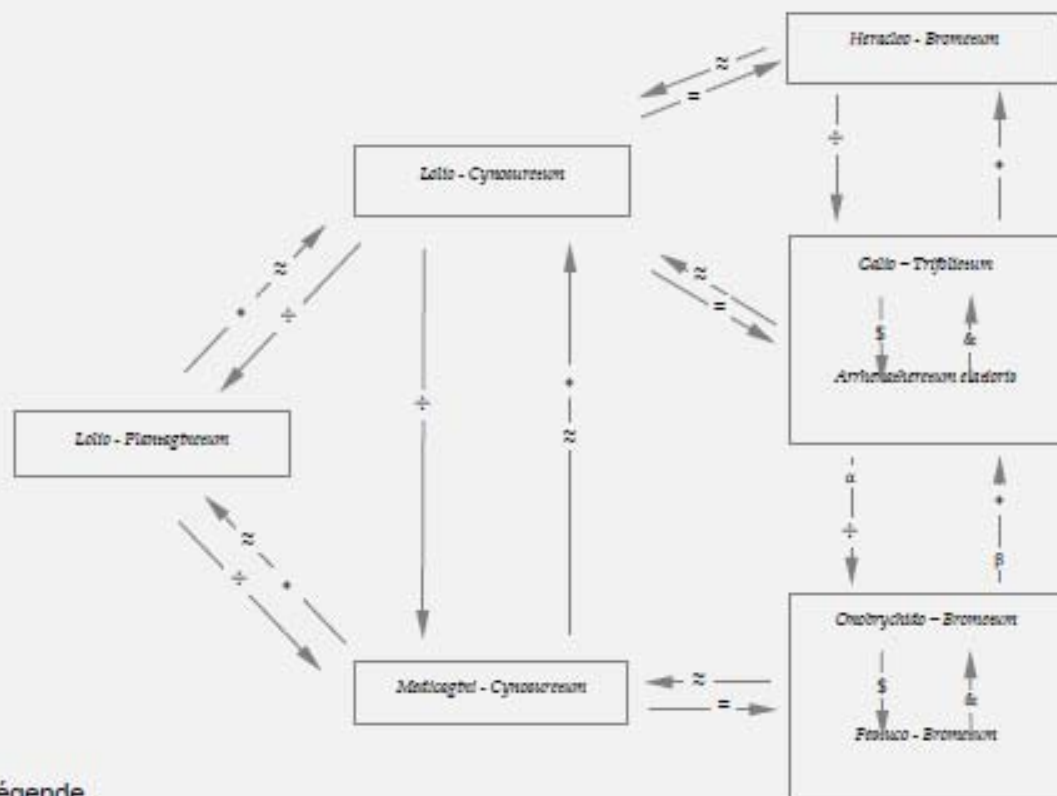 Heracleo - Brometum
≈
=
÷
*
Lolio - Cynosuretum
Galio – Trifolietum
≈
*
÷
≈
=
$
&
Arrhenatheretum elatioris
÷
*
≈
Lolio - Plantaginetum
÷
*
≈
÷
*
β
Onobrychido – Brometum
$
&
Medicagini - Cynosuretum
≈
=
Festuco - Brometum
égende